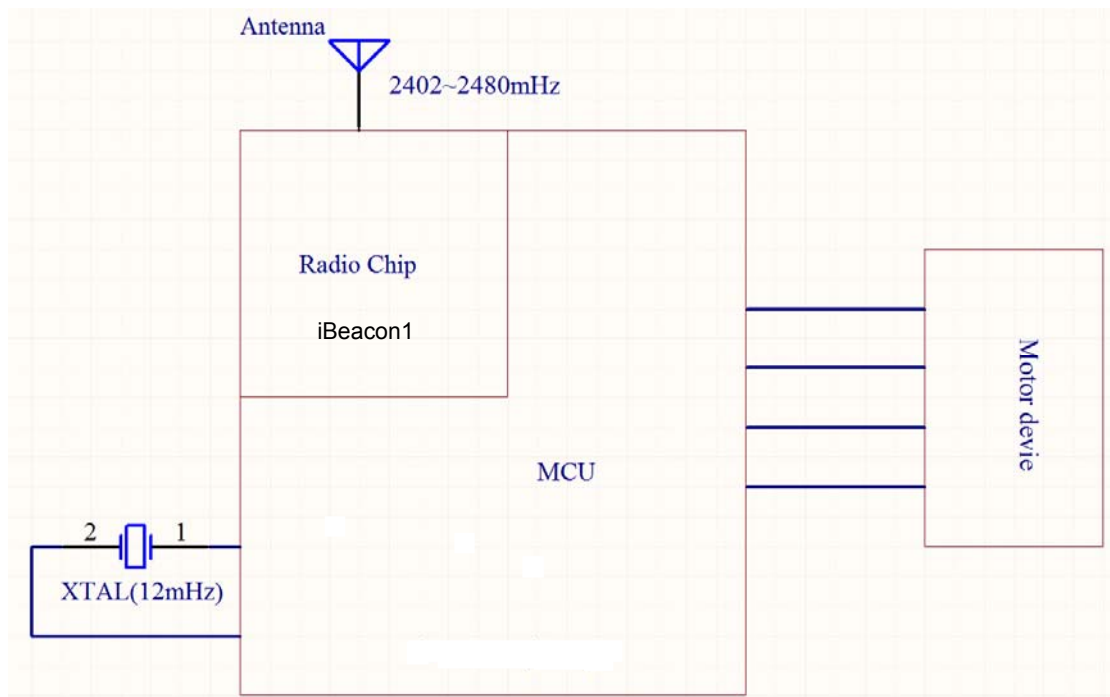 Antenna
2402~2480mHz
Radio Chip
iBeacon1
MCU
Motor devie
2 1
XTAL(12mHz)